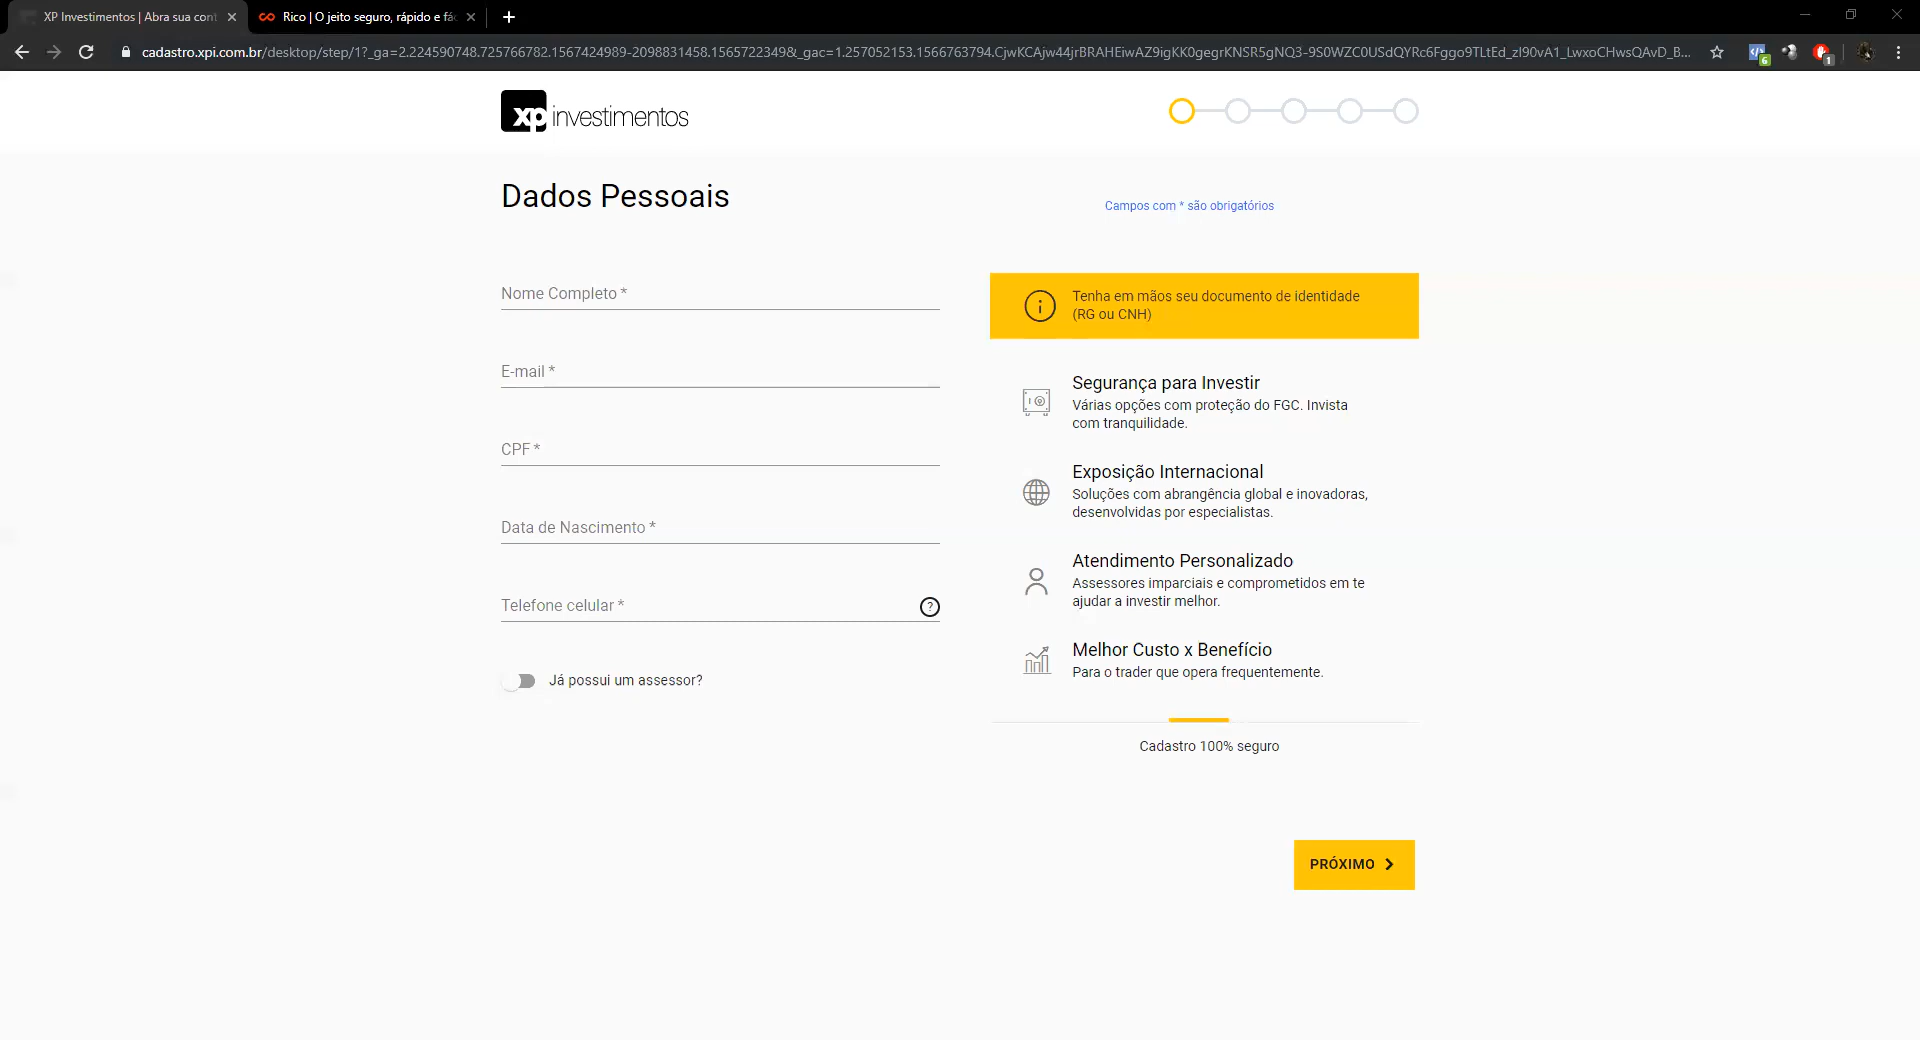 XP Investimentos | Abra sua cont
Rico | O jeito seguro, rápido e fác
cadastro.xpi.com.br/desktop/step/1?_ga=2.224590748.725766782.1567424989-2098831458.1565722349&_gac=1.257052153.1566763794.CjwKCAjw44jrBRAHEiwAZ9igKK0gegrKNSR5gNQ3-9S0WZC0USdQYRc6Fggo9TLtEd_zI90vA1_LwxoCHwsQAvD_B...
6
1
xp investimentos
Dados Pessoais
Campos com * são obrigatórios
Nome Completo *
E-mail *
CPF *
Data de Nascimento *
Telefone celular *
?
Já possui um assessor?
Tenha em mãos seu documento de identidade
(RG ou CNH)
Segurança para Investir
Várias opções com proteção do FGC. Invista
com tranquilidade.
Exposição Internacional
Soluções com abrangência global e inovadoras,
desenvolvidas por especialistas.
Atendimento Personalizado
Assessores imparciais e comprometidos em te
ajudar a investir melhor.
Melhor Custo x Benefício
Para o trader que opera frequentemente.
Cadastro 100% seguro
PRÓXIMO